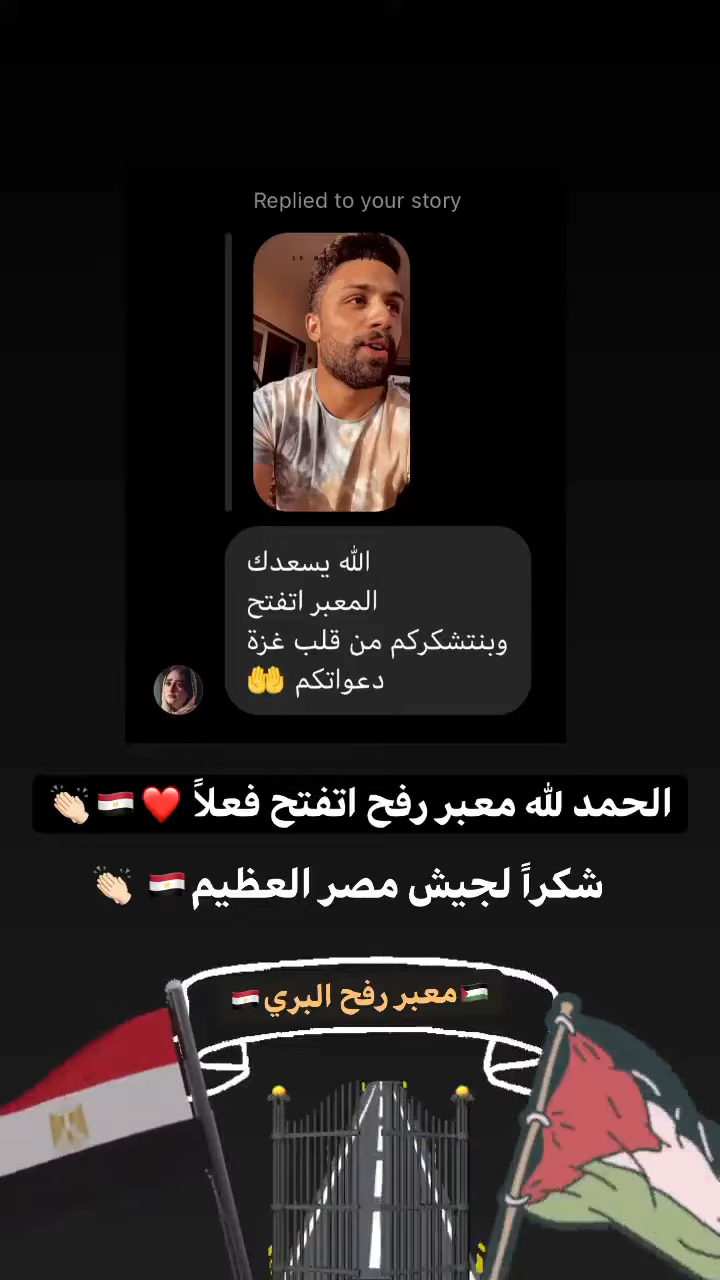 Replied to your story
الله يسعدك
المعبر اتفتح
وبنتشكركم من قلب غزة
دعواتكم 🤲
الحمد لله معبر رفح اتفتح فعلاً ❤️🇪🇬👏🏻
شكراً لجيش مصر العظيم🇪🇬 👏🏻
🇵🇸معبر رفح البري🇪🇬